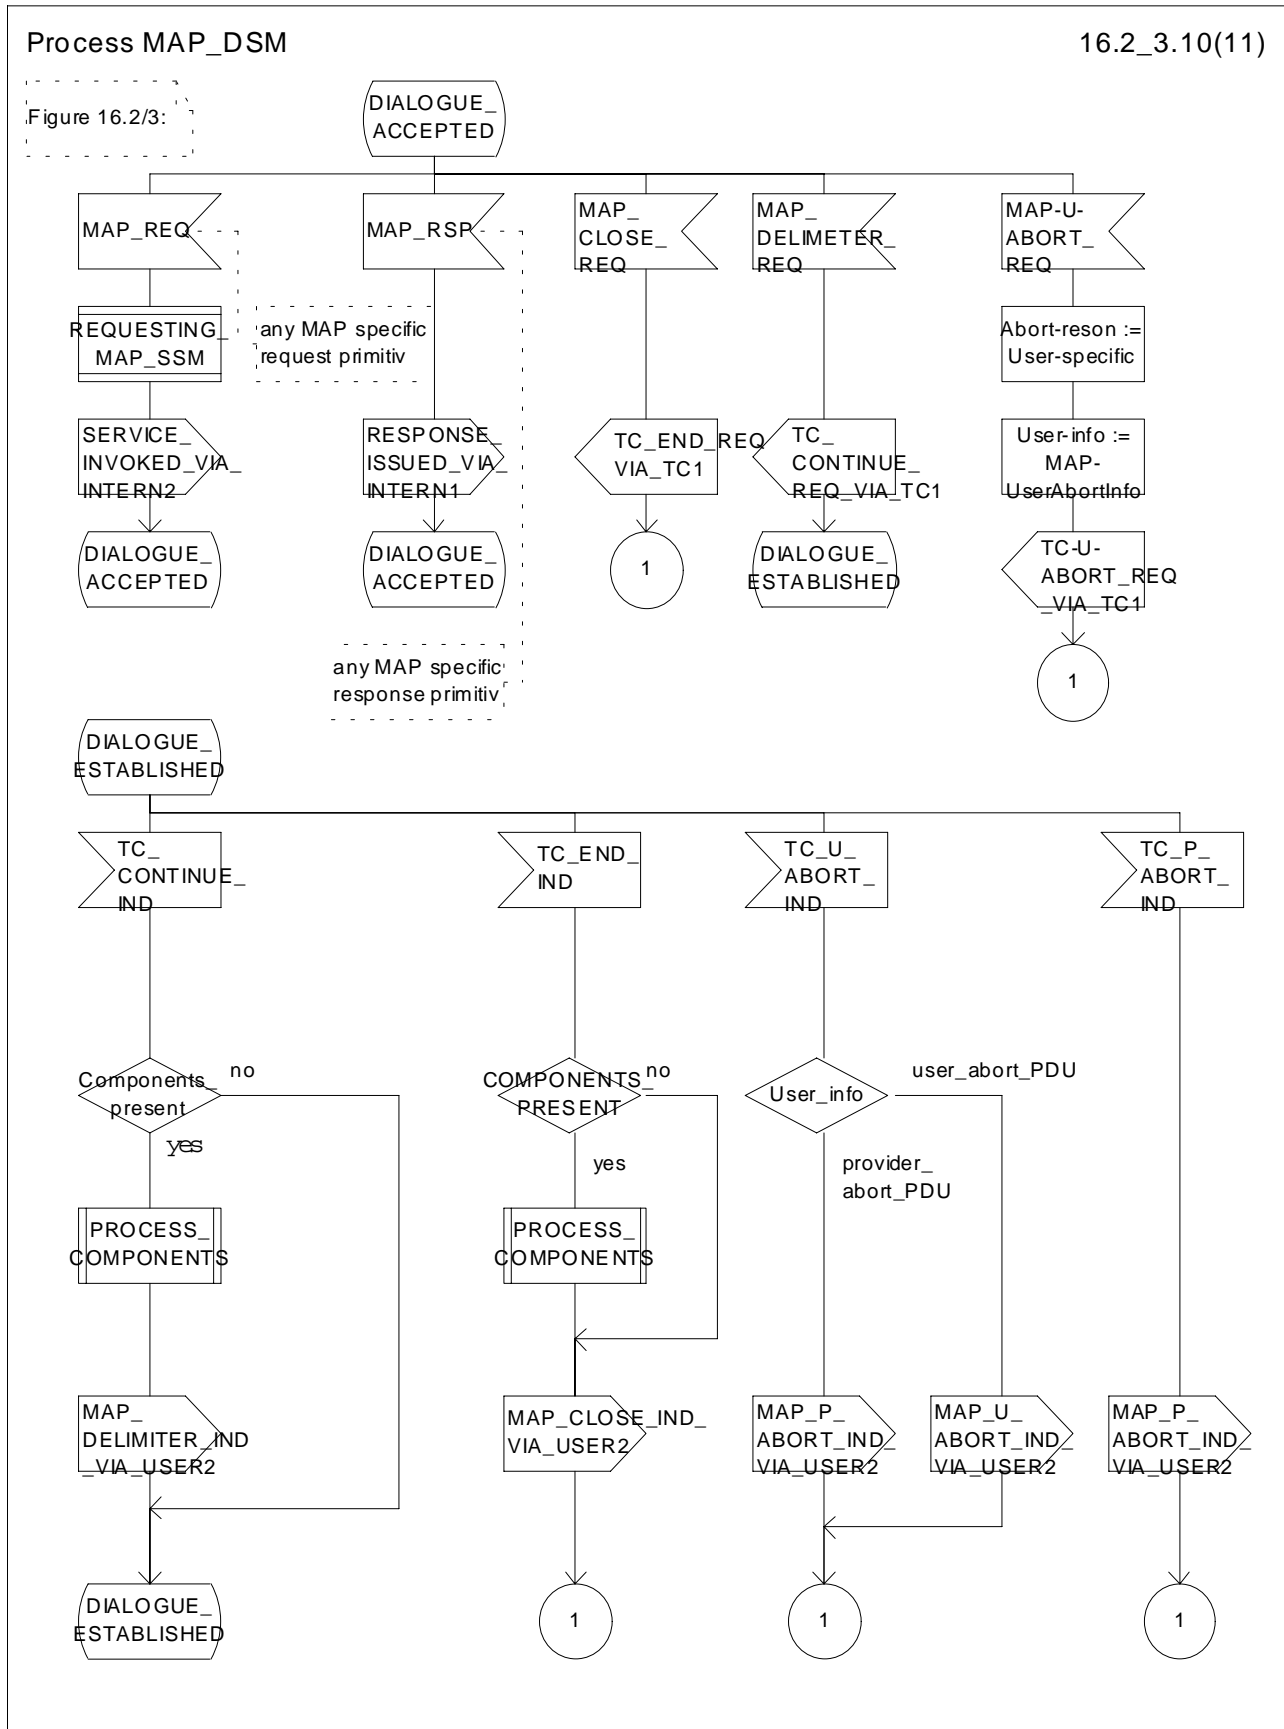 Process MAP_DSM
16.2_3.10(11)
Figure 16.2/3:
DIALOGUE_
ACCEPTED
MAP_REQ
MAP_RSP
MAP_
CLOSE_
REQ
MAP_
DELIMETER_
REQ
MAP-U-
ABORT_
REQ
REQUESTING_
MAP_SSM
any MAP specific
request primitiv
Abort-reson :=
User-specific
SERVICE_
INVOKED_VIA_
INTERN2
RESPONSE_
ISSUED_VIA_
INTERN1
TC_END_REQ
VIA_TC1
TC_
CONTINUE_
REQ_VIA_TC1
User-info :=
MAP-
UserAbortInfo
DIALOGUE_
ACCEPTED
DIALOGUE_
ACCEPTED
1
DIALOGUE_
ESTABLISHED
TC-U-
ABORT_REQ
_VIA_TC1
any MAP specific
response primitiv
1
DIALOGUE_
ESTABLISHED
TC_
CONTINUE_
IND
TC_END_
IND
TC_U_
ABORT_
IND
TC_P_
ABORT_
IND
Components_
present
no
yes
COMPONENTS_
PRESENT
no
yes
User_info
user_abort_PDU
provider_
abort_PDU
PROCESS_
COMPONENTS
PROCESS_
COMPONENTS
MAP_
DELIMITER_IND
_VIA_USER2
MAP_CLOSE_IND_
VIA_USER2
MAP_P_
ABORT_IND_
VIA_USER2
MAP_U_
ABORT_IND_
VIA_USER2
MAP_P_
ABORT_IND_
VIA_USER2
DIALOGUE_
ESTABLISHED
1
1
1